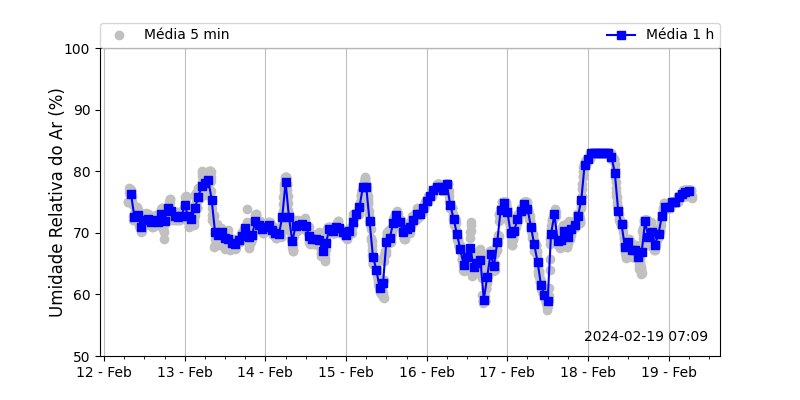 Média 5 min
Média 1 h
Umidade Relativa do Ar (%)
100
90
80
70
60
50
2024-02-19 07:09
12 - Feb
13 - Feb
14 - Feb
15 - Feb
16 - Feb
17 - Feb
18 - Feb
19 - Feb